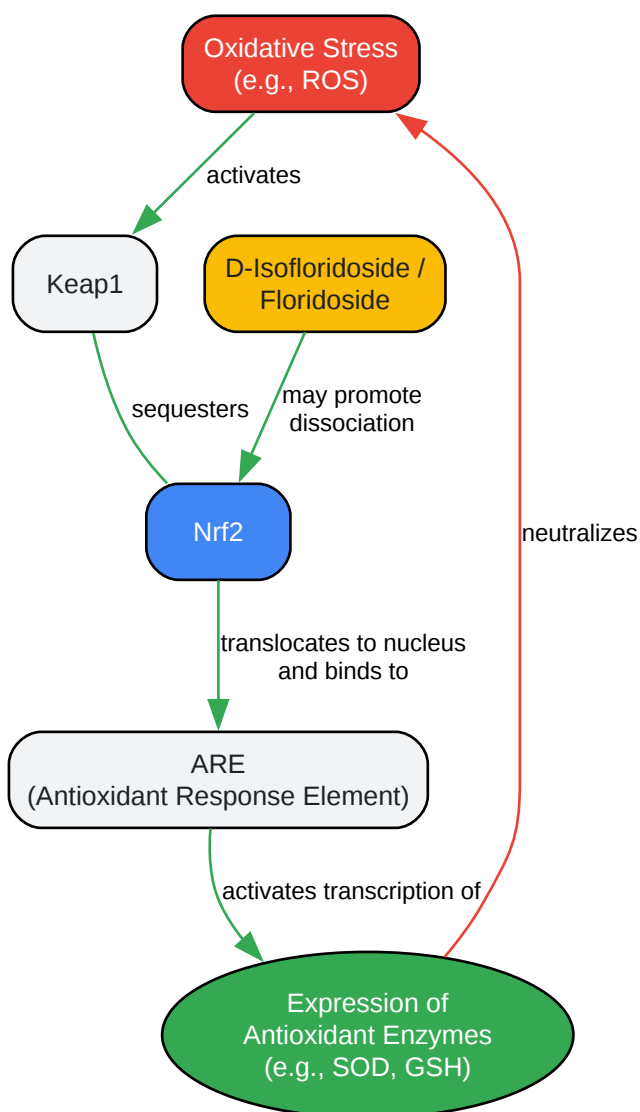 Oxidative Stress
(e.g., ROS)
activates
Keap1
D-Isofloridoside /
Floridoside
sequesters
may promote
dissociation
Nrf2
neutralizes
translocates to nucleus
and binds to
ARE
(Antioxidant Response Element)
activates transcription of
Expression of
Antioxidant Enzymes
(e.g., SOD, GSH)